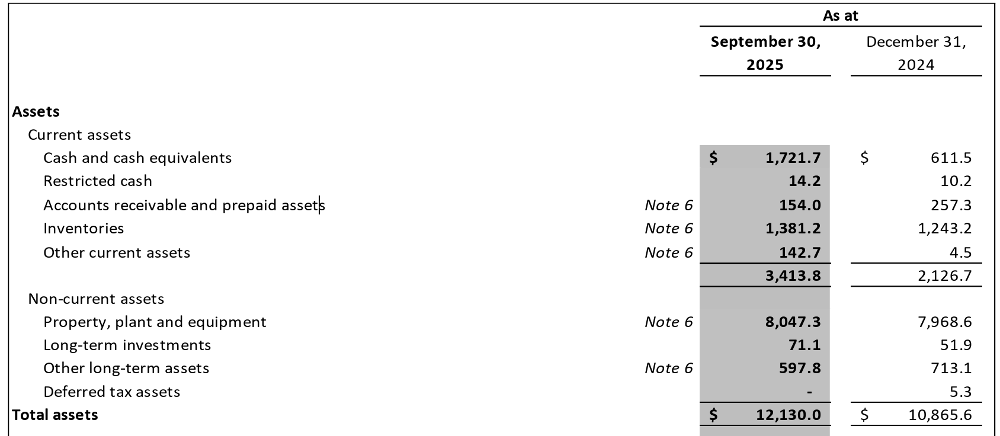 As at
September 30, December 31,
2025 2024
Assets
Current assets
Cash and cash equivalents $ 1,721.7 $ 611.5
Restricted cash 14.2 10.2
Accounts receivable and prepaid assets Note 6 154.0 257.3
Inventories Note 6 1,381.2 1,243.2
Other current assets Note 6 142.7 4.5
3,413.8 2,126.7
Non-current assets
Property, plant and equipment Note 6 8,047.3 7,968.6
Long-term investments 71.1 51.9
Other long-term assets Note 6 597.8 713.1
Deferred tax assets - 5.3
Total assets $ 12,130.0 $ 10,865.6